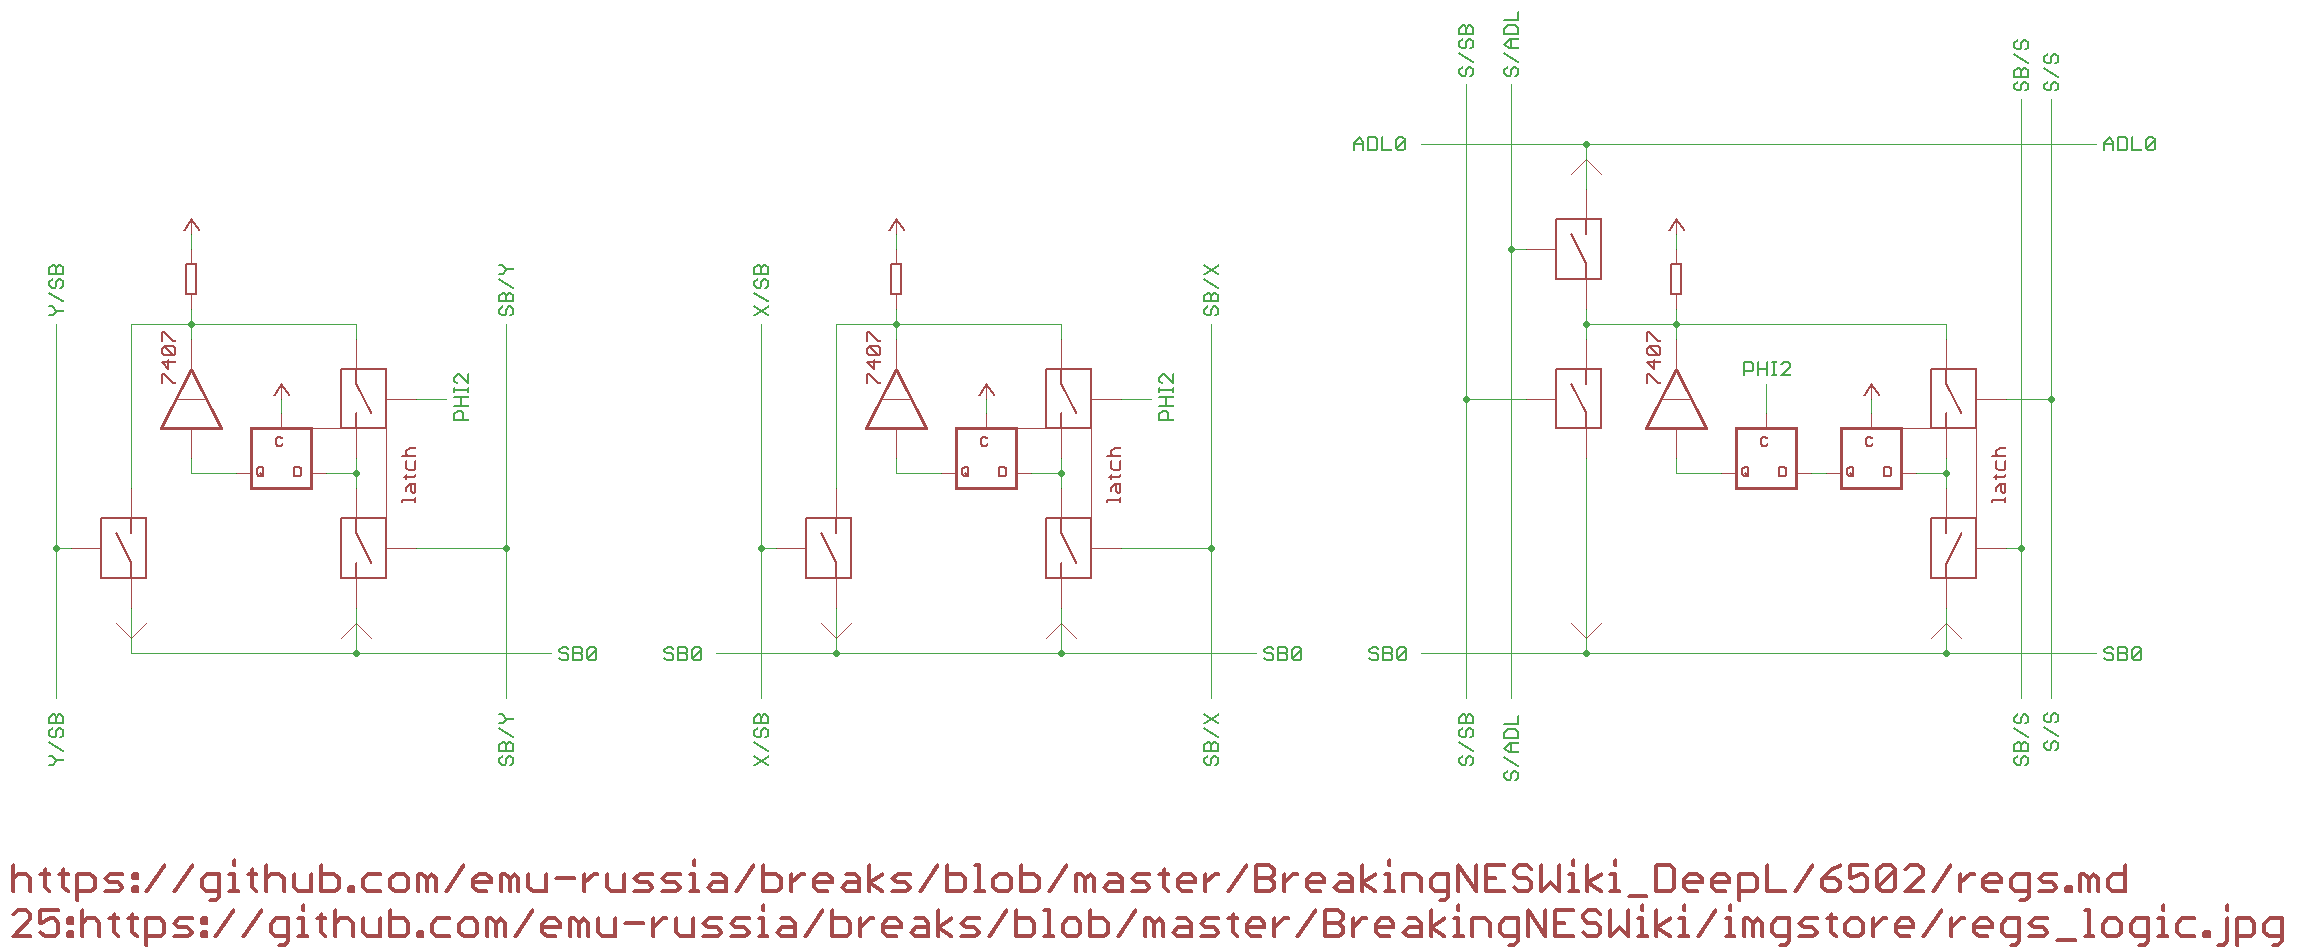 S/SB
S/ADL
SB/S
S/S
ADL0
ADL0
Y/SB
SB/Y
X/SB
SB/X
7407
7407
7407
PHI2
PHI2
PHI2
C
Q
D
latch
C
Q
D
latch
C
Q
D
C
Q
D
latch
SB0
SB0
SB0
SB0
SB0
Y/SB
SB/Y
X/SB
SB/X
S/SB
S/ADL
SB/S
S/S
https://github.com/emu-russia/breaks/blob/master/BreakingNESWiki_DeepL/6502/regs.md
25:https://github.com/emu-russia/breaks/blob/master/BreakingNESWiki/imgstore/regs_logic.jpg